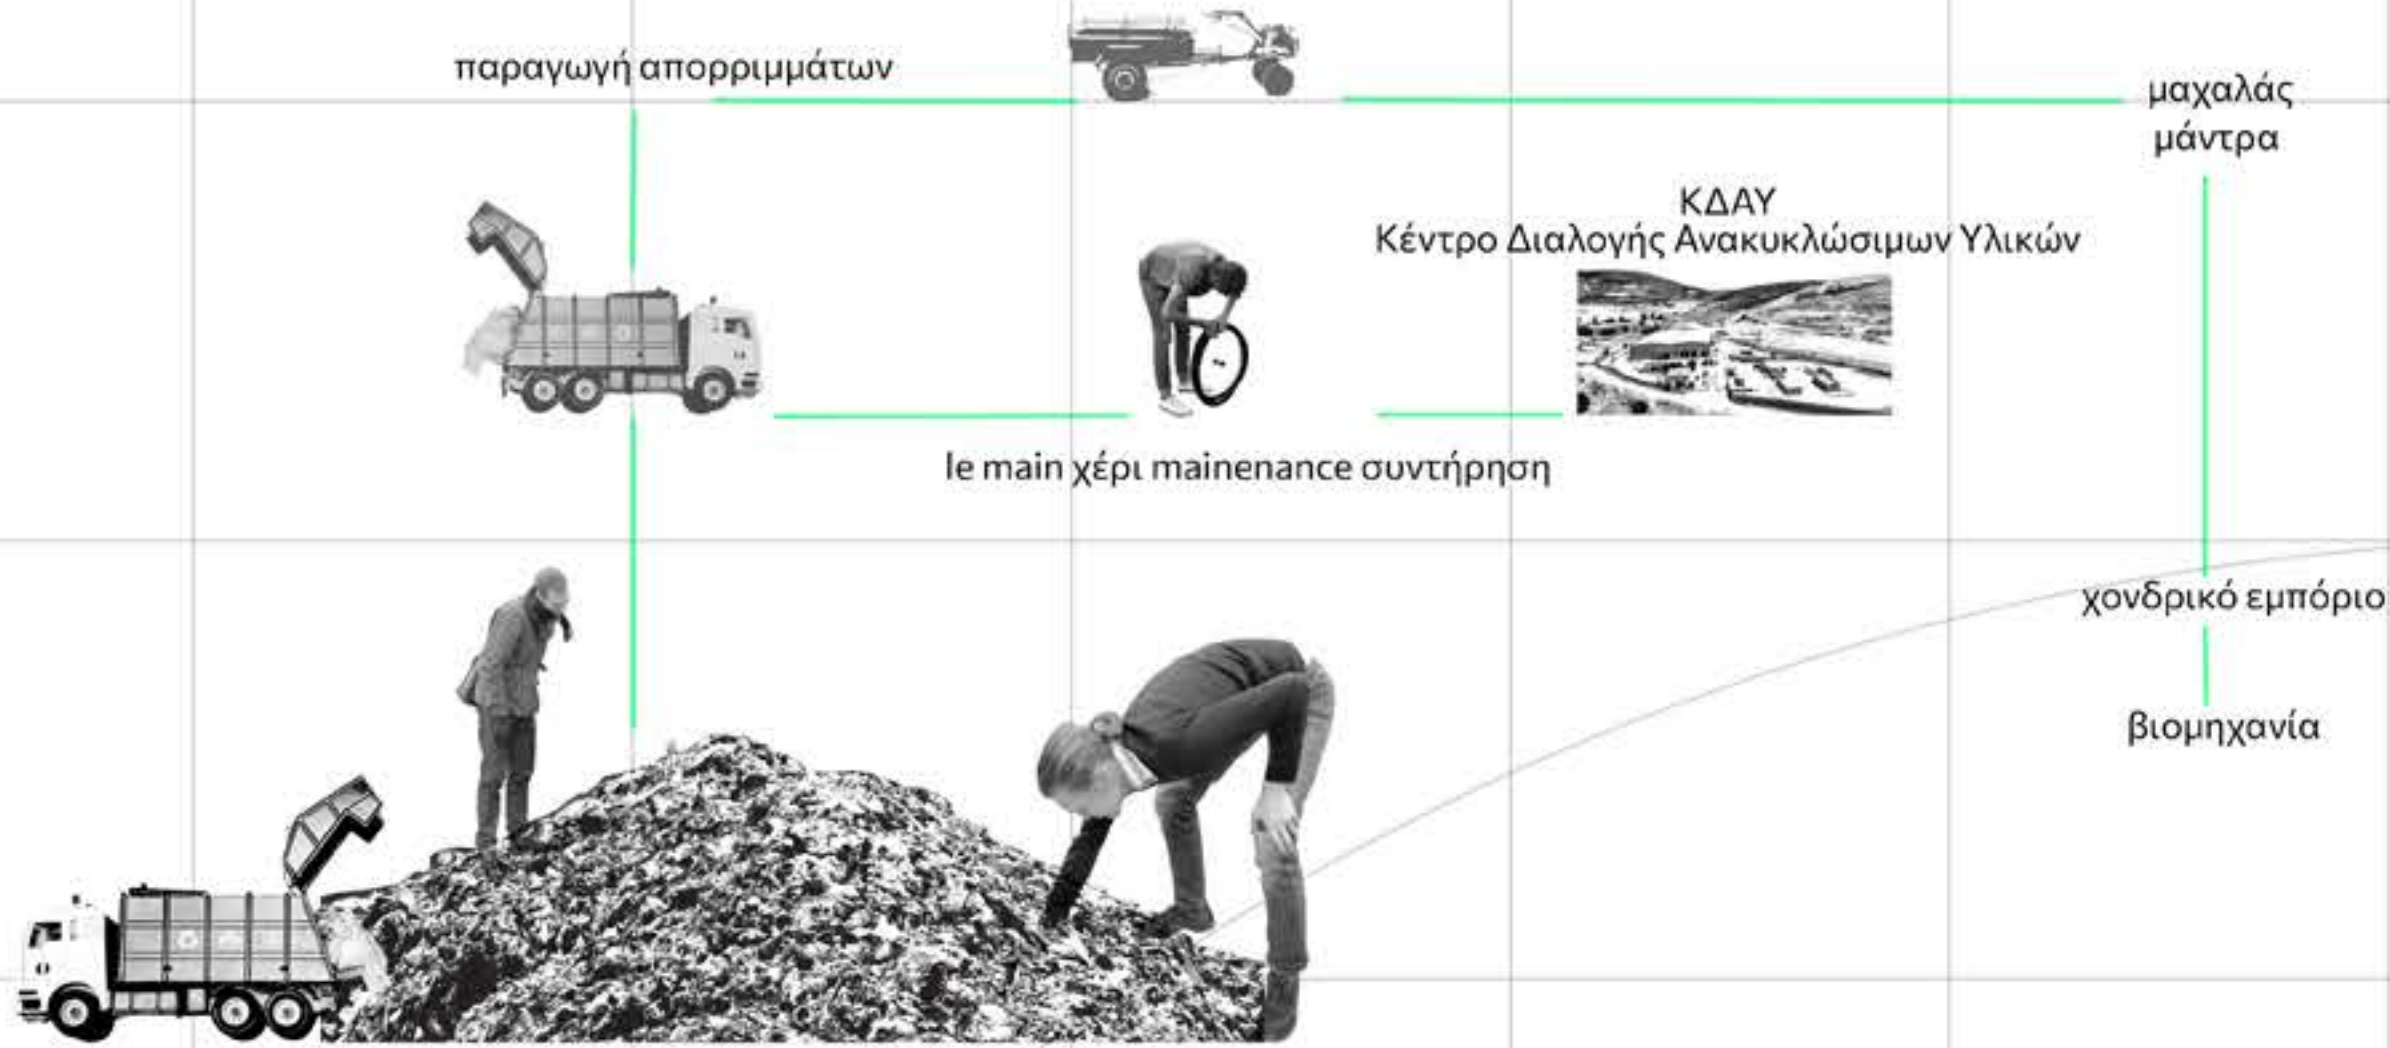 παραγωγή απορριμμάτων
μαχαλάς
μάντρα
ΚΔΑΥ
Κέντρο Διαλογής Ανακυκλώσιμων Υλικών
le main χέρι mainenance συντήρηση
χονδρικό εμπόριο
βιομηχανία